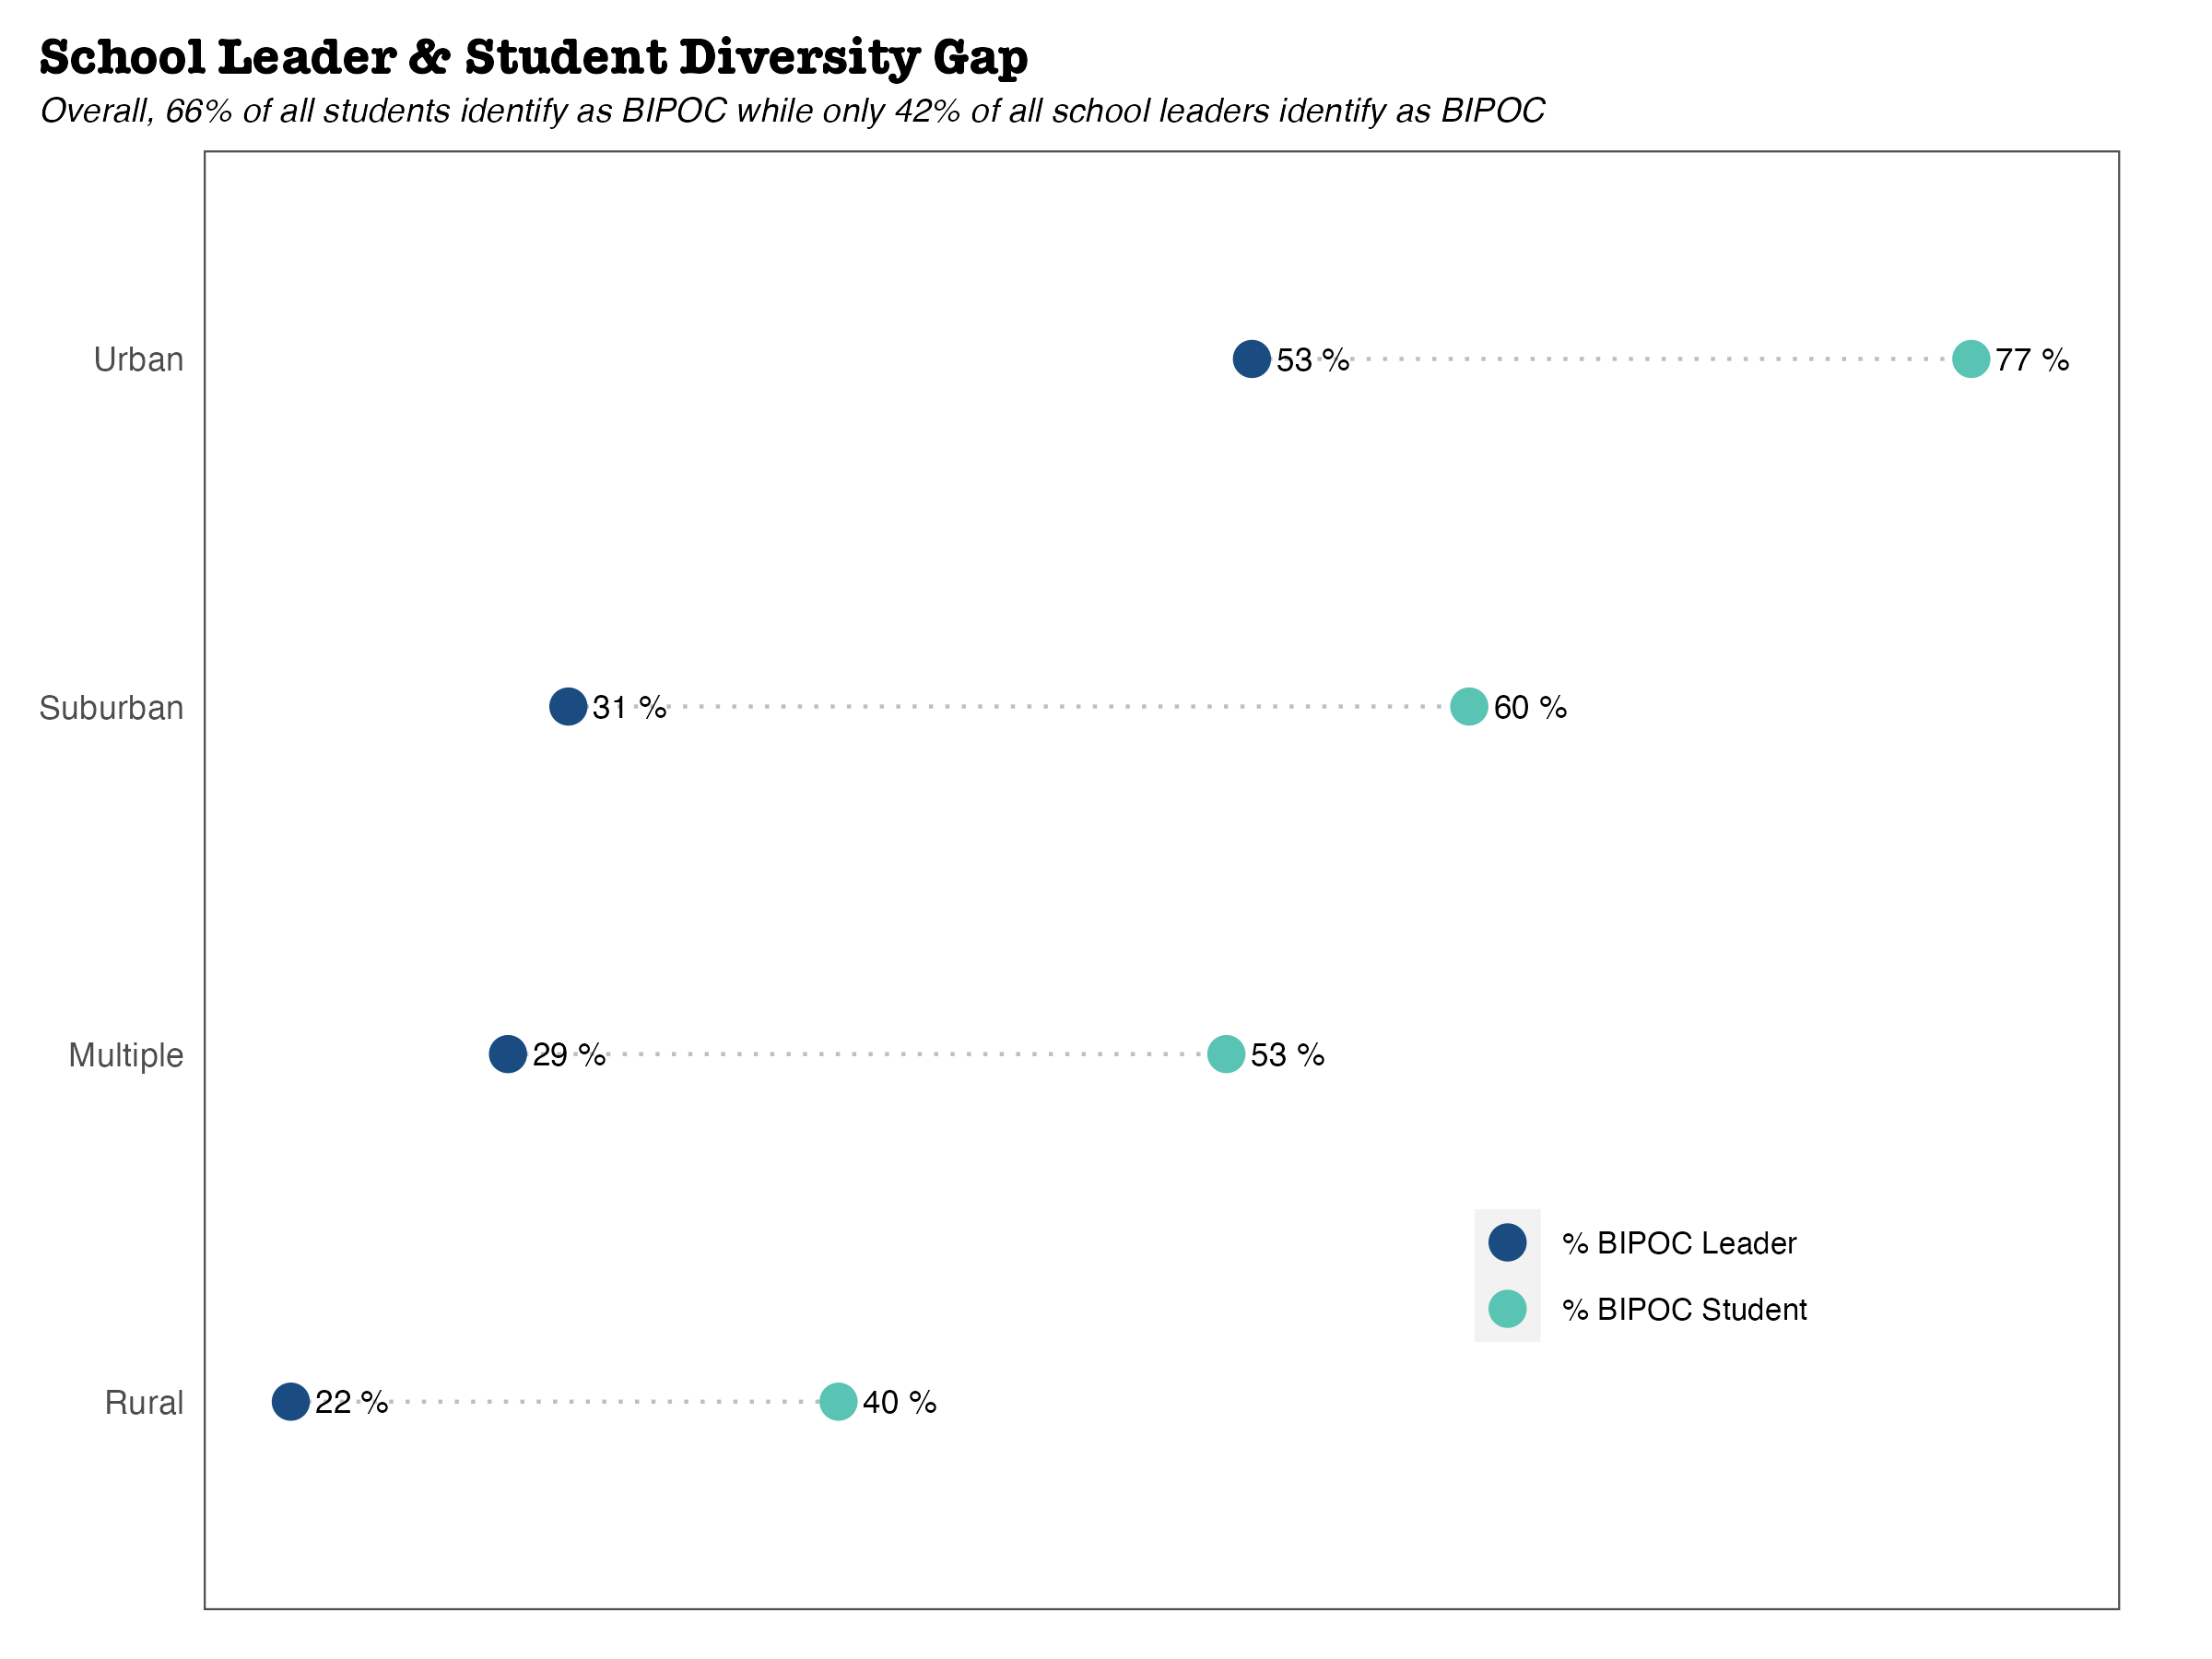 School Leader & Student Diversity Gap
Overall, 66% of all students identify as BIPOC while only 42% of all school leaders identify as BIPOC
Urban
53 %
77 %
Suburban
31 %
60 %
Multiple
29 %
53 %
% BIPOC Leader
% BIPOC Student
Rural
22 %
40 %